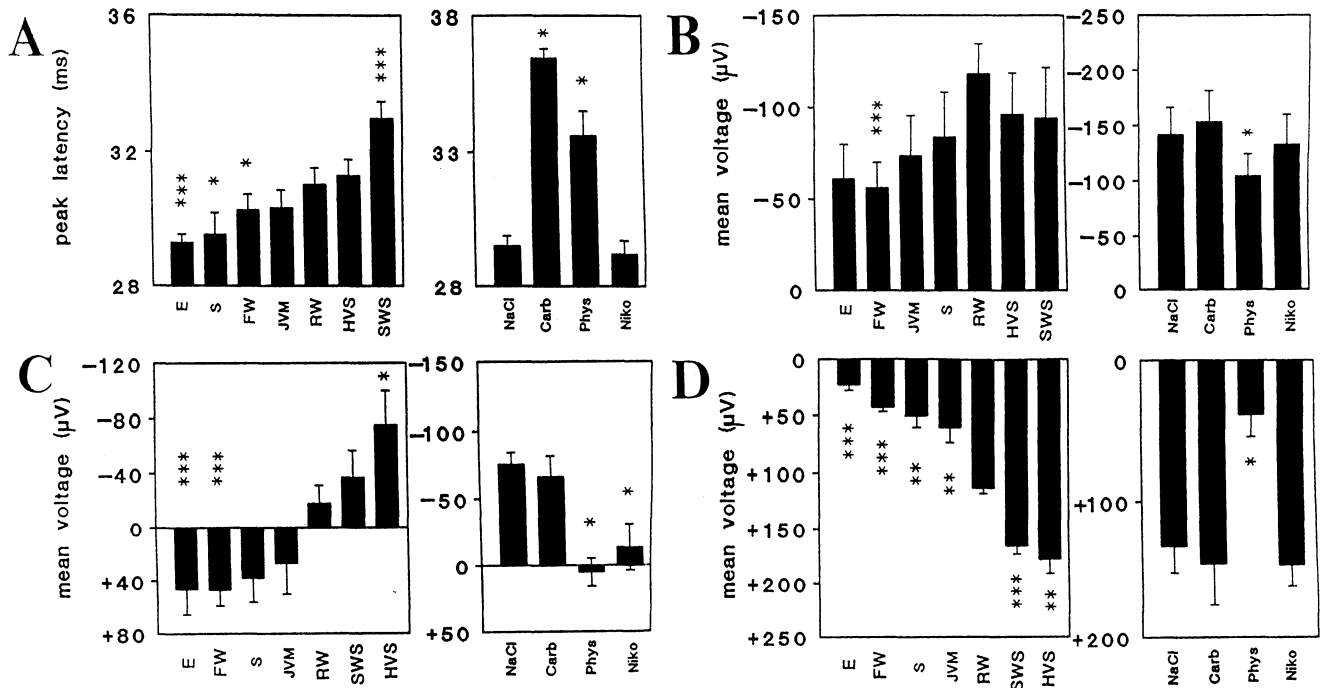 A
peak latency (ms)
36
32
28
***
*
*
***
E
S
FW
JVM
RW
HVS
SWS
38
33
28
*
*
NaCl
Carb
Phys
Niko
B
mean voltage (µV)
−150
−100
−50
0
***
E
FW
JVM
S
RW
HVS
SWS
−250
−200
−150
−100
−50
0
*
NaCl
Carb
Phys
Niko
C
mean voltage (µV)
−120
−80
−40
0
+40
+80
***
***
*
E
FW
S
JVM
RW
SWS
HVS
−150
−100
−50
0
+50
*
*
NaCl
Carb
Phys
Niko
D
mean voltage (µV)
0
+50
+100
+150
+200
+250
***
***
**
**
***
**
E
FW
S
JVM
RW
SWS
HVS
0
+100
+200
*
NaCl
Carb
Phys
Niko